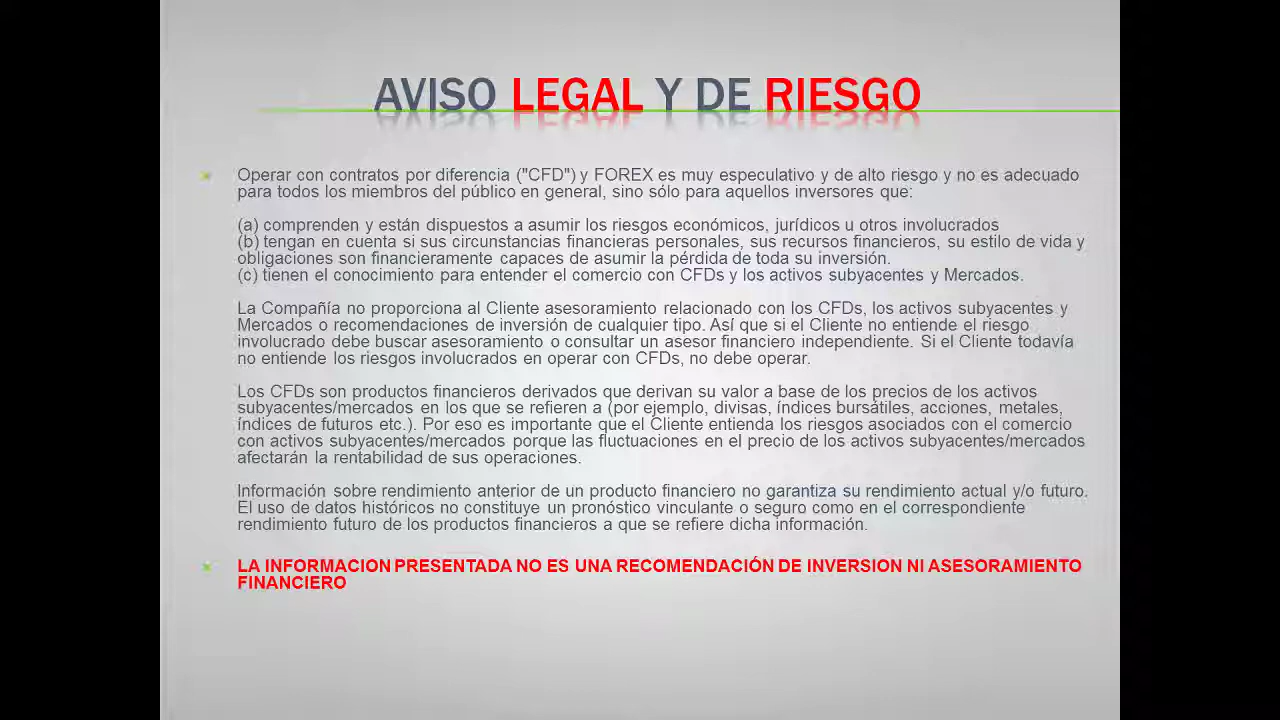 AVISO LEGAL Y DE RIESGO
Operar con contratos por diferencia ("CFD") y FOREX es muy especulativo y de alto riesgo y no es adecuado
para todos los miembros del público en general, sino sólo para aquellos inversores que:
(a) comprenden y están dispuestos a asumir los riesgos económicos, jurídicos u otros involucrados
(b) tengan en cuenta si sus circunstancias financieras personales, sus recursos financieros, su estilo de vida y
obligaciones son financieramente capaces de asumir la pérdida de toda su inversión.
(c) tienen el conocimiento para entender el comercio con CFDs y los activos subyacentes y Mercados.
La Compañía no proporciona al Cliente asesoramiento relacionado con los CFDs, los activos subyacentes y
Mercados o recomendaciones de inversión de cualquier tipo. Así que si el Cliente no entiende el riesgo
involucrado debe buscar asesoramiento o consultar un asesor financiero independiente. Si el Cliente todavía
no entiende los riesgos involucrados en operar con CFDs, no debe operar.
Los CFDs son productos financieros derivados que derivan su valor a base de los precios de los activos
subyacentes/mercados en los que se refieren a (por ejemplo, divisas, índices bursátiles, acciones, metales,
índices de futuros etc.). Por eso es importante que el Cliente entienda los riesgos asociados con el comercio
con activos subyacentes/mercados porque las fluctuaciones en el precio de los activos subyacentes/mercados
afectarán la rentabilidad de sus operaciones.
Información sobre rendimiento anterior de un producto financiero no garantiza su rendimiento actual y/o futuro.
El uso de datos históricos no constituye un pronóstico vinculante o seguro como en el correspondiente
rendimiento futuro de los productos financieros a que se refiere dicha información.
LA INFORMACION PRESENTADA NO ES UNA RECOMENDACIÓN DE INVERSION NI ASESORAMIENTO
FINANCIERO